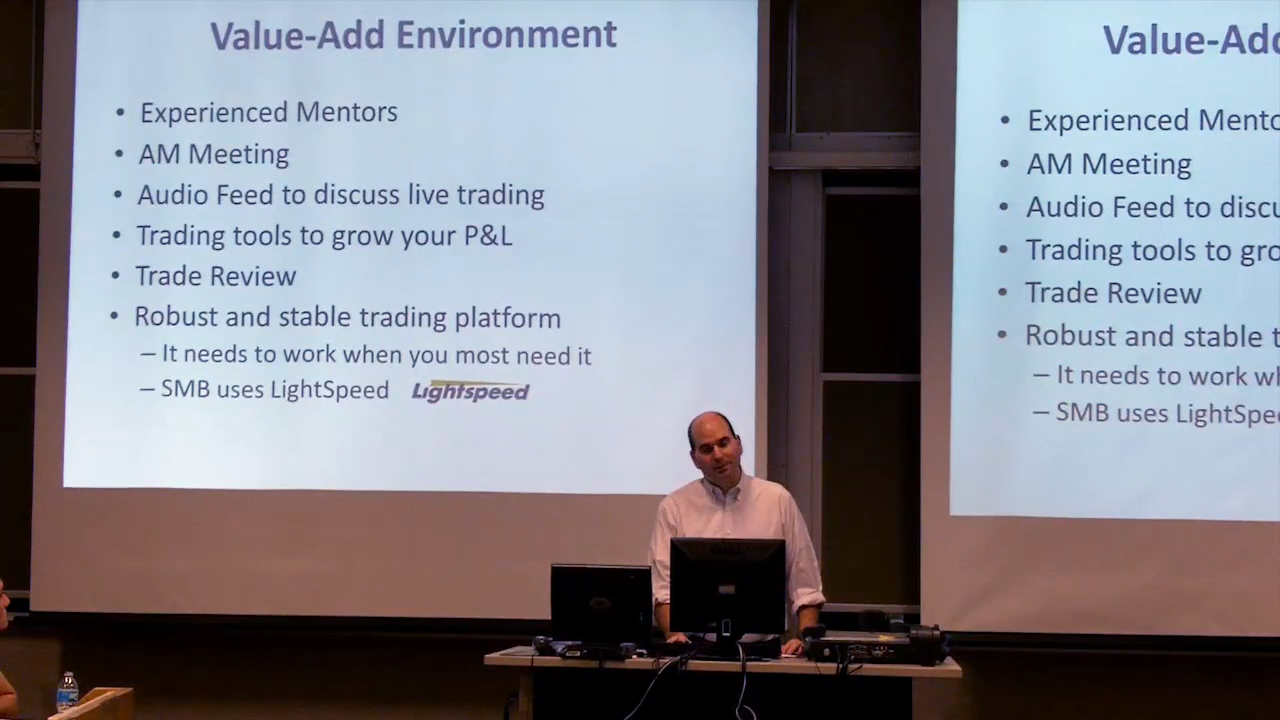 Value-Add Environment
• Experienced Mentors
• AM Meeting
• Audio Feed to discuss live trading
• Trading tools to grow your P&L
• Trade Review
• Robust and stable trading platform
– It needs to work when you most need it
– SMB uses LightSpeed Lightspeed
Value-Add
• Experienced Mento
• AM Meeting
• Audio Feed to discu
• Trading tools to gro
• Trade Review
• Robust and stable t
– It needs to work wh
– SMB uses LightSpee